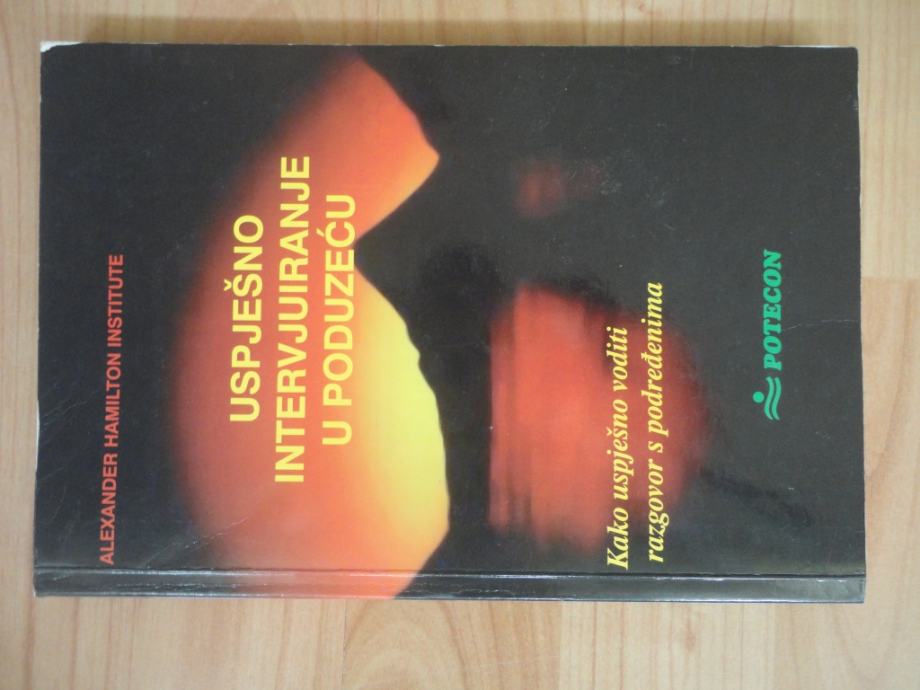 ALEXANDER HAMILTON INSTITUTE
USPJEŠNO
INTERVJUIRANJE
U PODUZEĆU
Kako uspješno voditi
razgovor s podređenima
POTECON